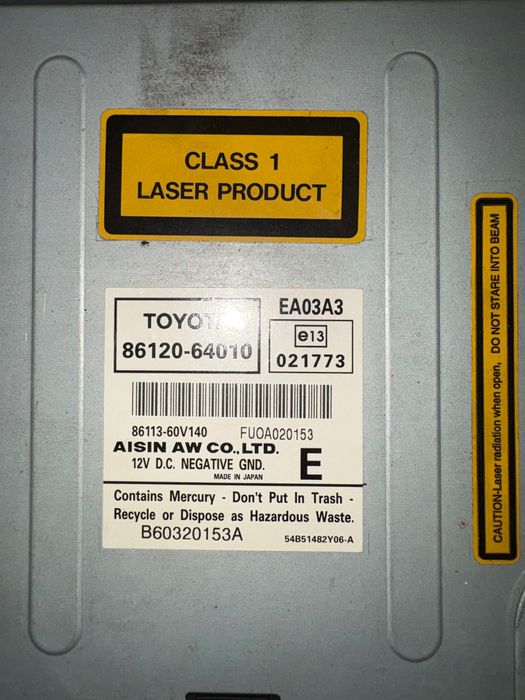 CLASS 1
LASER PRODUCT
TOYOTA
86120-64010
EA03A3
e13
021773
86113-60V140 FUOA020153
AISIN AW CO.,LTD.
12V D.C. NEGATIVE GND.
MADE IN JAPAN
E
Contains Mercury - Don't Put In Trash -
Recycle or Dispose as Hazardous Waste.
B60320153A 54B51482Y06-A
CAUTION-Laser radiation when open, DO NOT STARE INTO BEAM